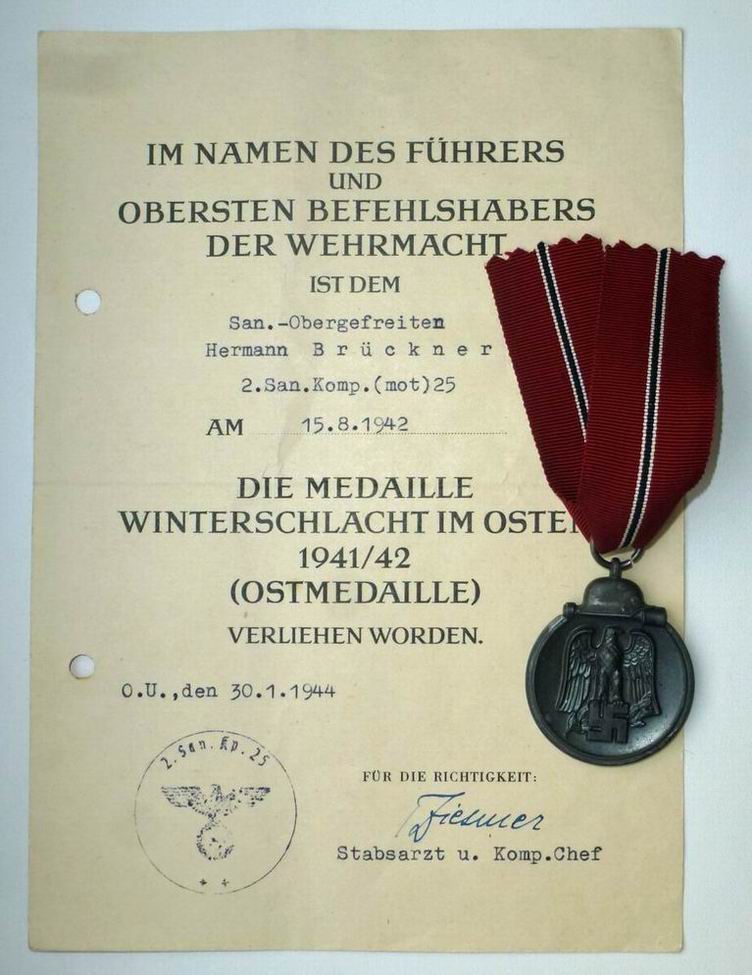 IM NAMEN DES FÜHRERS
UND
OBERSTEN BEFEHLSHABERS
DER WEHRMACHT
IST DEM
San.-Obergefreiten
Hermann Brückner
2.San.Komp.(mot)25
AM 15.8.1942
DIE MEDAILLE
WINTERSCHLACHT IM OSTEN
1941/42
(OSTMEDAILLE)
VERLIEHEN WORDEN.
O.U.,den 30.1.1944
2. San. Kp. 25
FÜR DIE RICHTIGKEIT:
Stabsarzt u. Komp.Chef